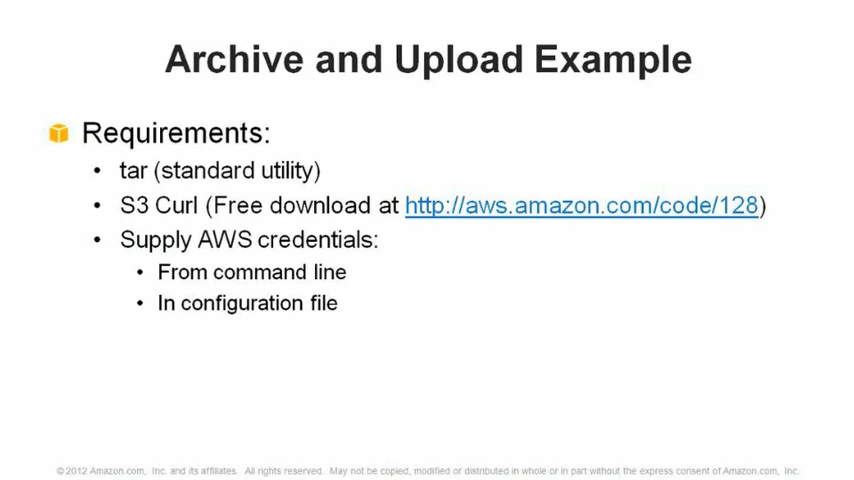 Archive and Upload Example
Requirements:
• tar (standard utility)
• S3 Curl (Free download at http://aws.amazon.com/code/128)
• Supply AWS credentials:
• From command line
• In configuration file
© 2012 Amazon.com, Inc. and its affiliates. All rights reserved. May not be copied, modified or distributed in whole or in part without the express consent of Amazon.com, Inc.